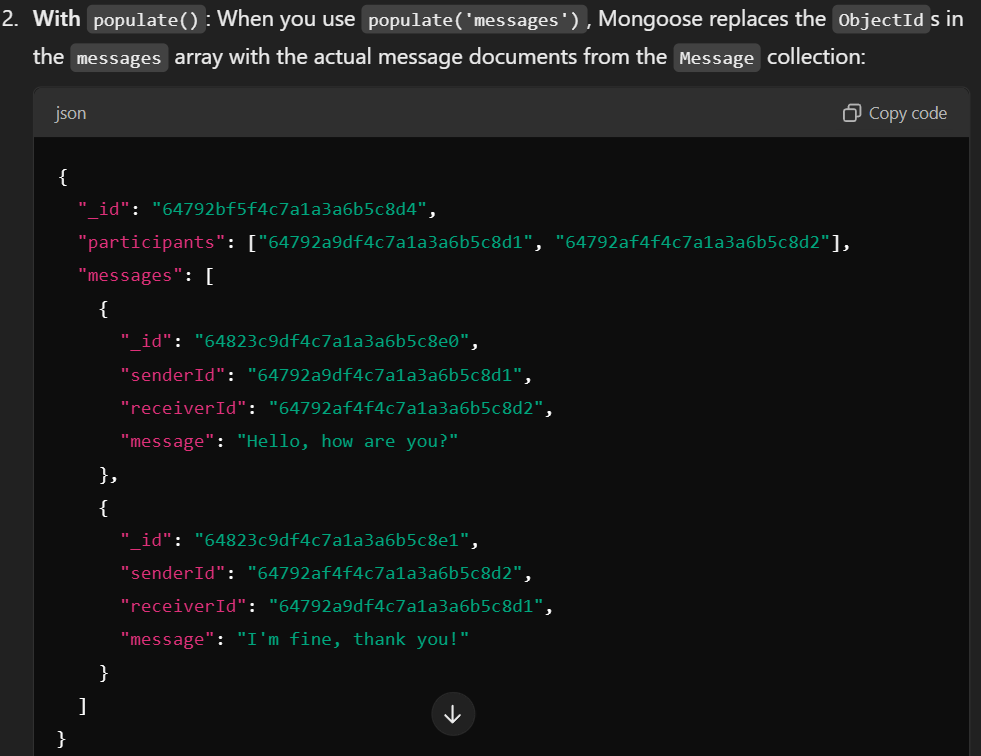 2. With populate(): When you use populate('messages'), Mongoose replaces the ObjectIds in
the messages array with the actual message documents from the Message collection:
json Copy code
{
  "_id": "64792bf5f4c7a1a3a6b5c8d4",
  "participants": ["64792a9df4c7a1a3a6b5c8d1", "64792af4f4c7a1a3a6b5c8d2"],
  "messages": [
    {
      "_id": "64823c9df4c7a1a3a6b5c8e0",
      "senderId": "64792a9df4c7a1a3a6b5c8d1",
      "receiverId": "64792af4f4c7a1a3a6b5c8d2",
      "message": "Hello, how are you?"
    },
    {
      "_id": "64823c9df4c7a1a3a6b5c8e1",
      "senderId": "64792af4f4c7a1a3a6b5c8d2",
      "receiverId": "64792a9df4c7a1a3a6b5c8d1",
      "message": "I'm fine, thank you!"
    }
  ]
}